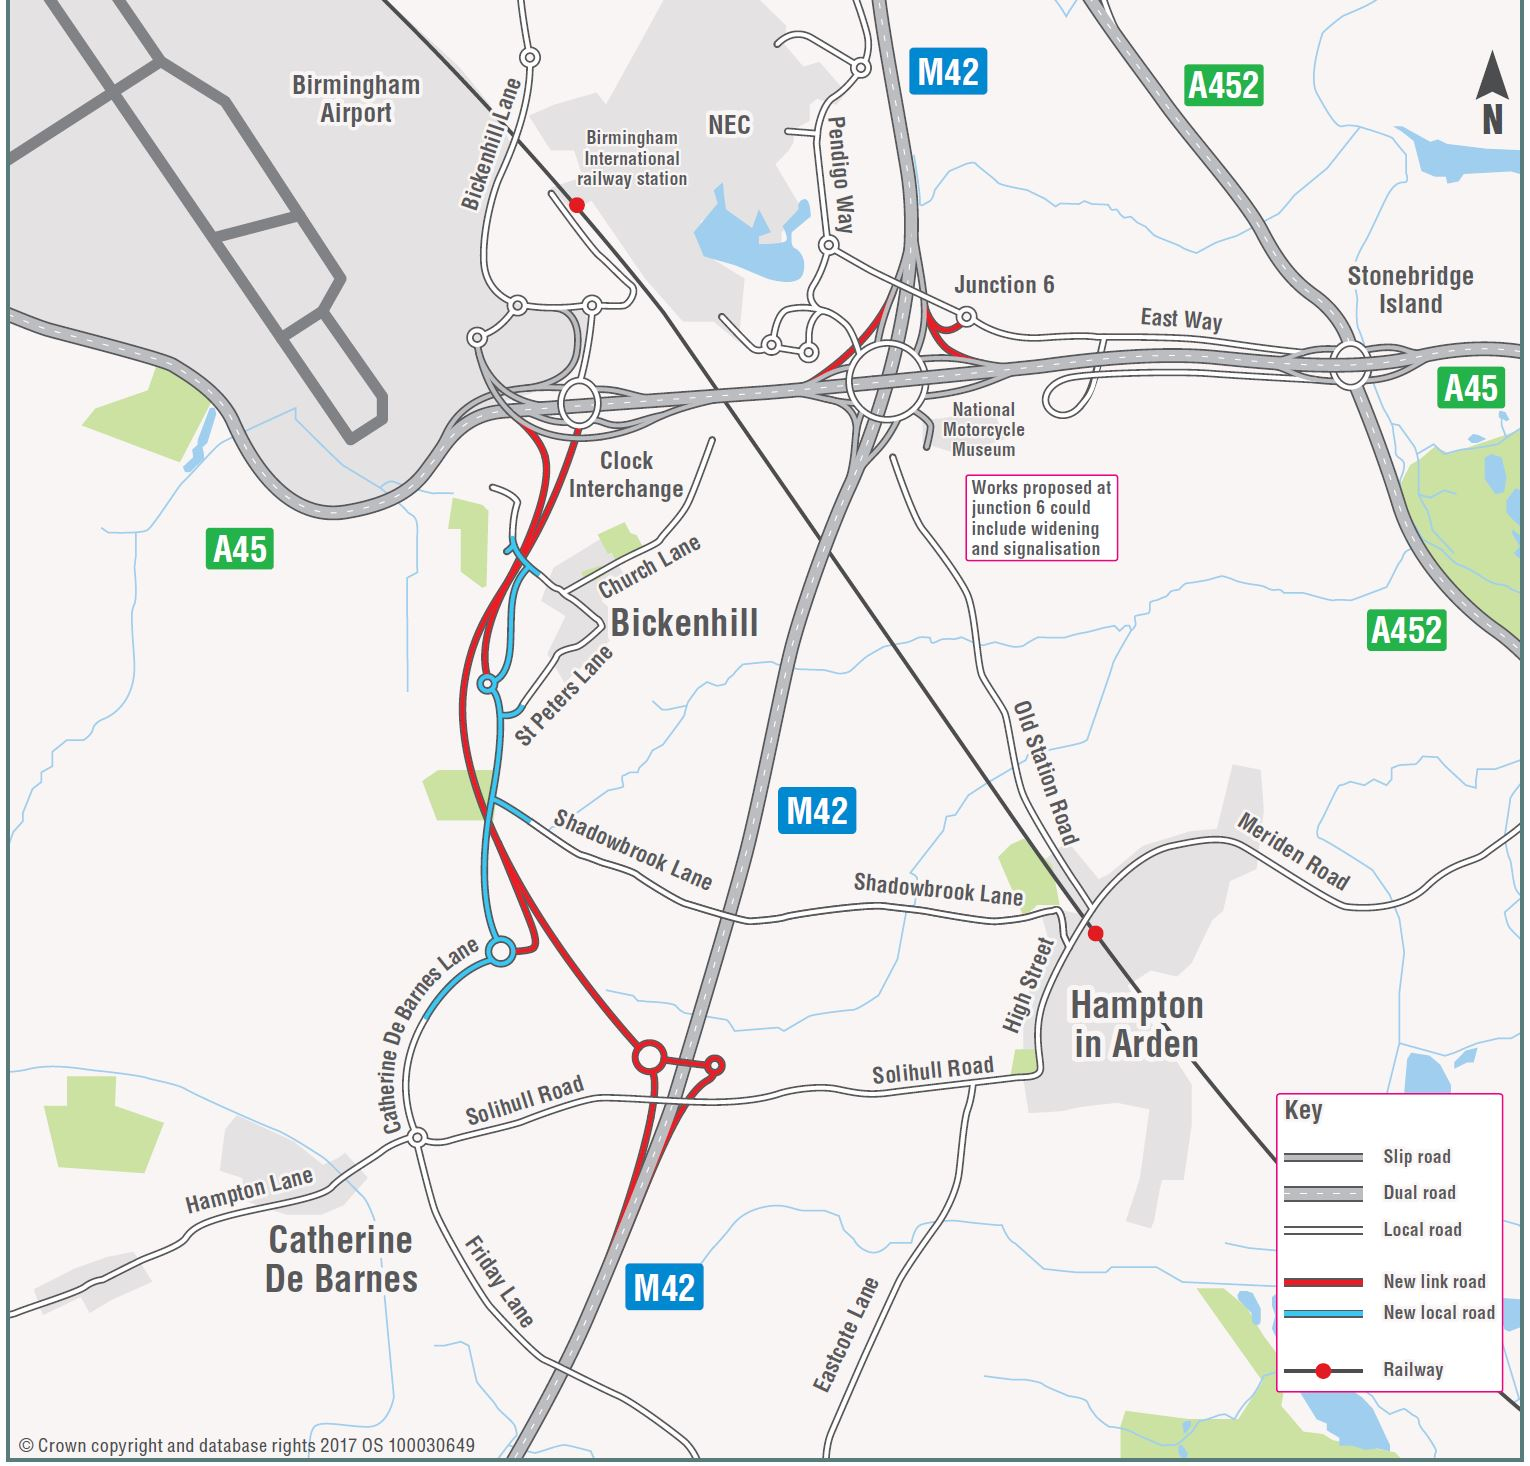 Birmingham
Airport
Bickenhill Lane
Birmingham
International
railway station
NEC
Pendigo Way
M42
A452
N
Junction 6
East Way
Stonebridge
Island
A45
National
Motorcycle
Museum
Clock
Interchange
Works proposed at
junction 6 could
include widening
and signalisation
A45
Church Lane
Bickenhill
St Peters Lane
A452
Old Station Road
M42
Shadowbrook Lane
Shadowbrook Lane
Meriden Road
Catherine De Barnes Lane
High Street
Hampton
in Arden
Solihull Road
Solihull Road
Hampton Lane
Catherine
De Barnes
Friday Lane
M42
Eastcote Lane
Key
Slip road
Dual road
Local road
New link road
New local road
Railway
© Crown copyright and database rights 2017 OS 100030649